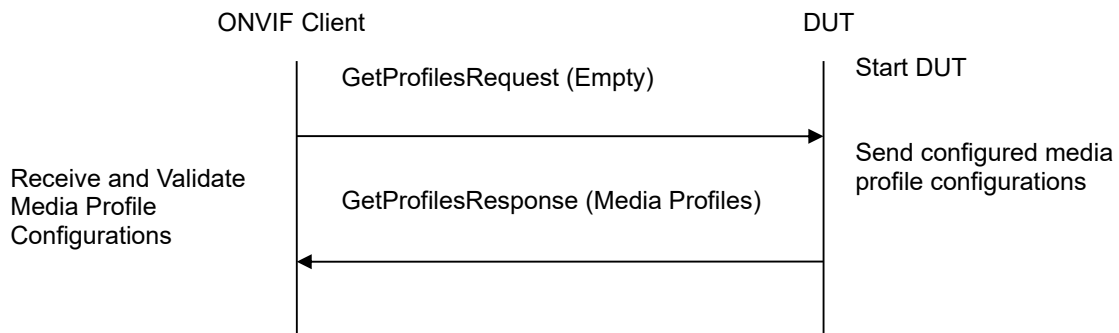 ONVIF Client
DUT
Start DUT
GetProfilesRequest (Empty)
Send configured media
profile configurations
Receive and Validate
Media Profile
Configurations
GetProfilesResponse (Media Profiles)